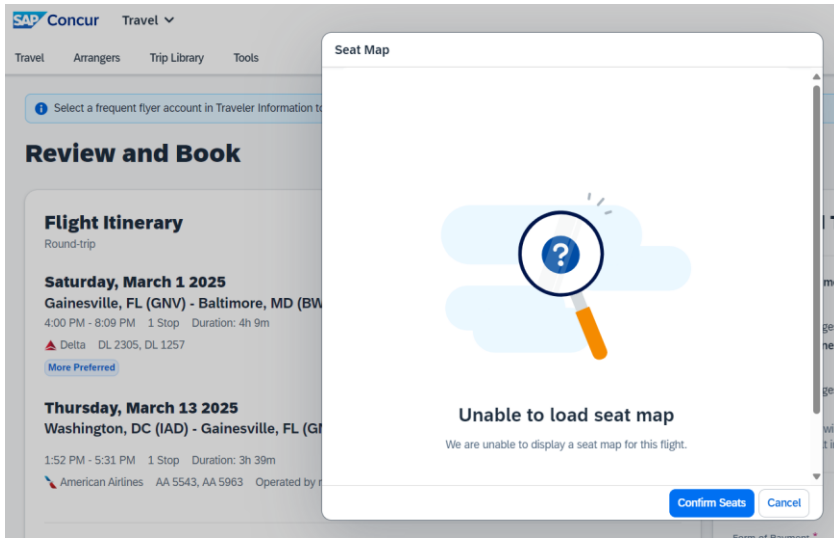 SAP Concur Travel
Travel Arrangers Trip Library Tools
Select a frequent flyer account in Traveler Information
Review and Book
Flight Itinerary
Round-trip
Saturday, March 1 2025
Gainesville, FL (GNV) - Baltimore, MD
4:00 PM - 8:09 PM 1 Stop Duration: 4h 9m
Delta DL 2305, DL 1257
More Preferred
Thursday, March 13 2025
Washington, DC (IAD) - Gainesville, FL
1:52 PM - 5:31 PM 1 Stop Duration: 3h 39m
American Airlines AA 5543, AA 5963 Operated by
Seat Map
?
Unable to load seat map
We are unable to display a seat map for this flight.
Confirm Seats Cancel
Form of Payment *